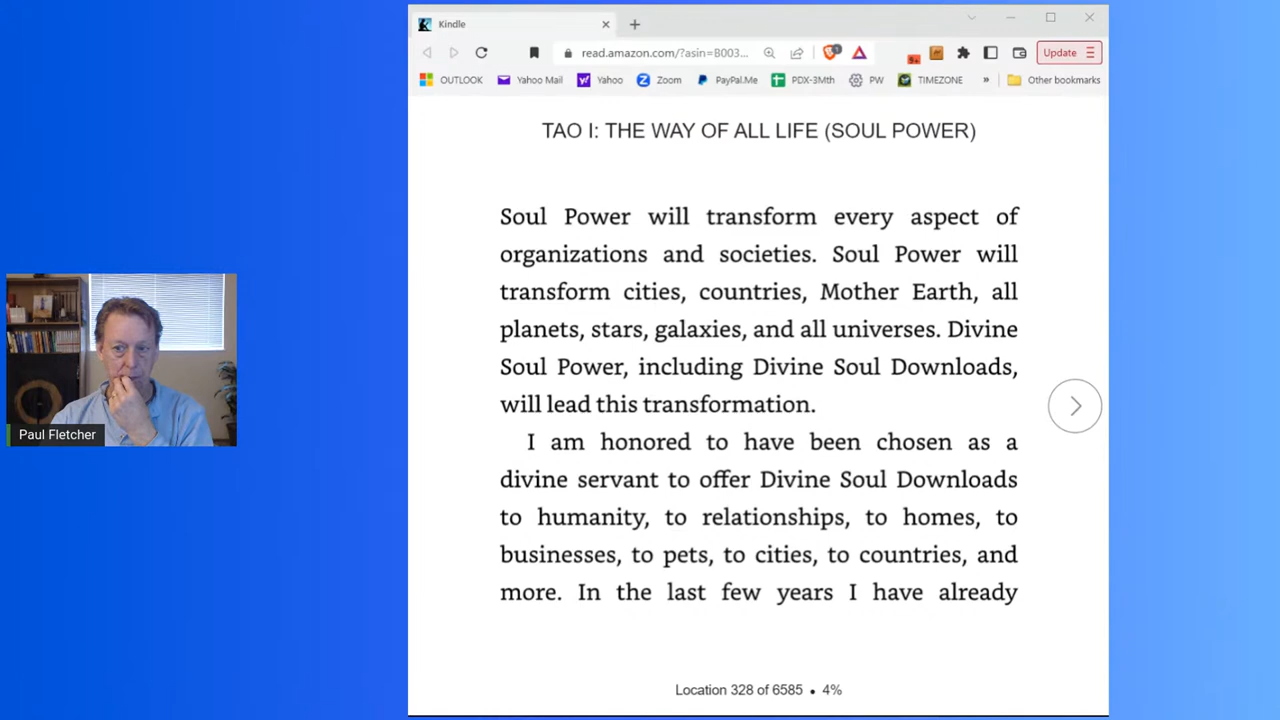 Kindle
read.amazon.com/?asin=B003...
Update
OUTLOOK
Yahoo Mail
Yahoo
Zoom
PayPal.Me
PDX-3Mth
PW
TIMEZONE
»
Other bookmarks
TAO I: THE WAY OF ALL LIFE (SOUL POWER)
Soul Power will transform every aspect of
organizations and societies. Soul Power will
transform cities, countries, Mother Earth, all
planets, stars, galaxies, and all universes. Divine
Soul Power, including Divine Soul Downloads,
will lead this transformation.
I am honored to have been chosen as a
divine servant to offer Divine Soul Downloads
to humanity, to relationships, to homes, to
businesses, to pets, to cities, to countries, and
more. In the last few years I have already
Paul Fletcher
Location 328 of 6585 • 4%